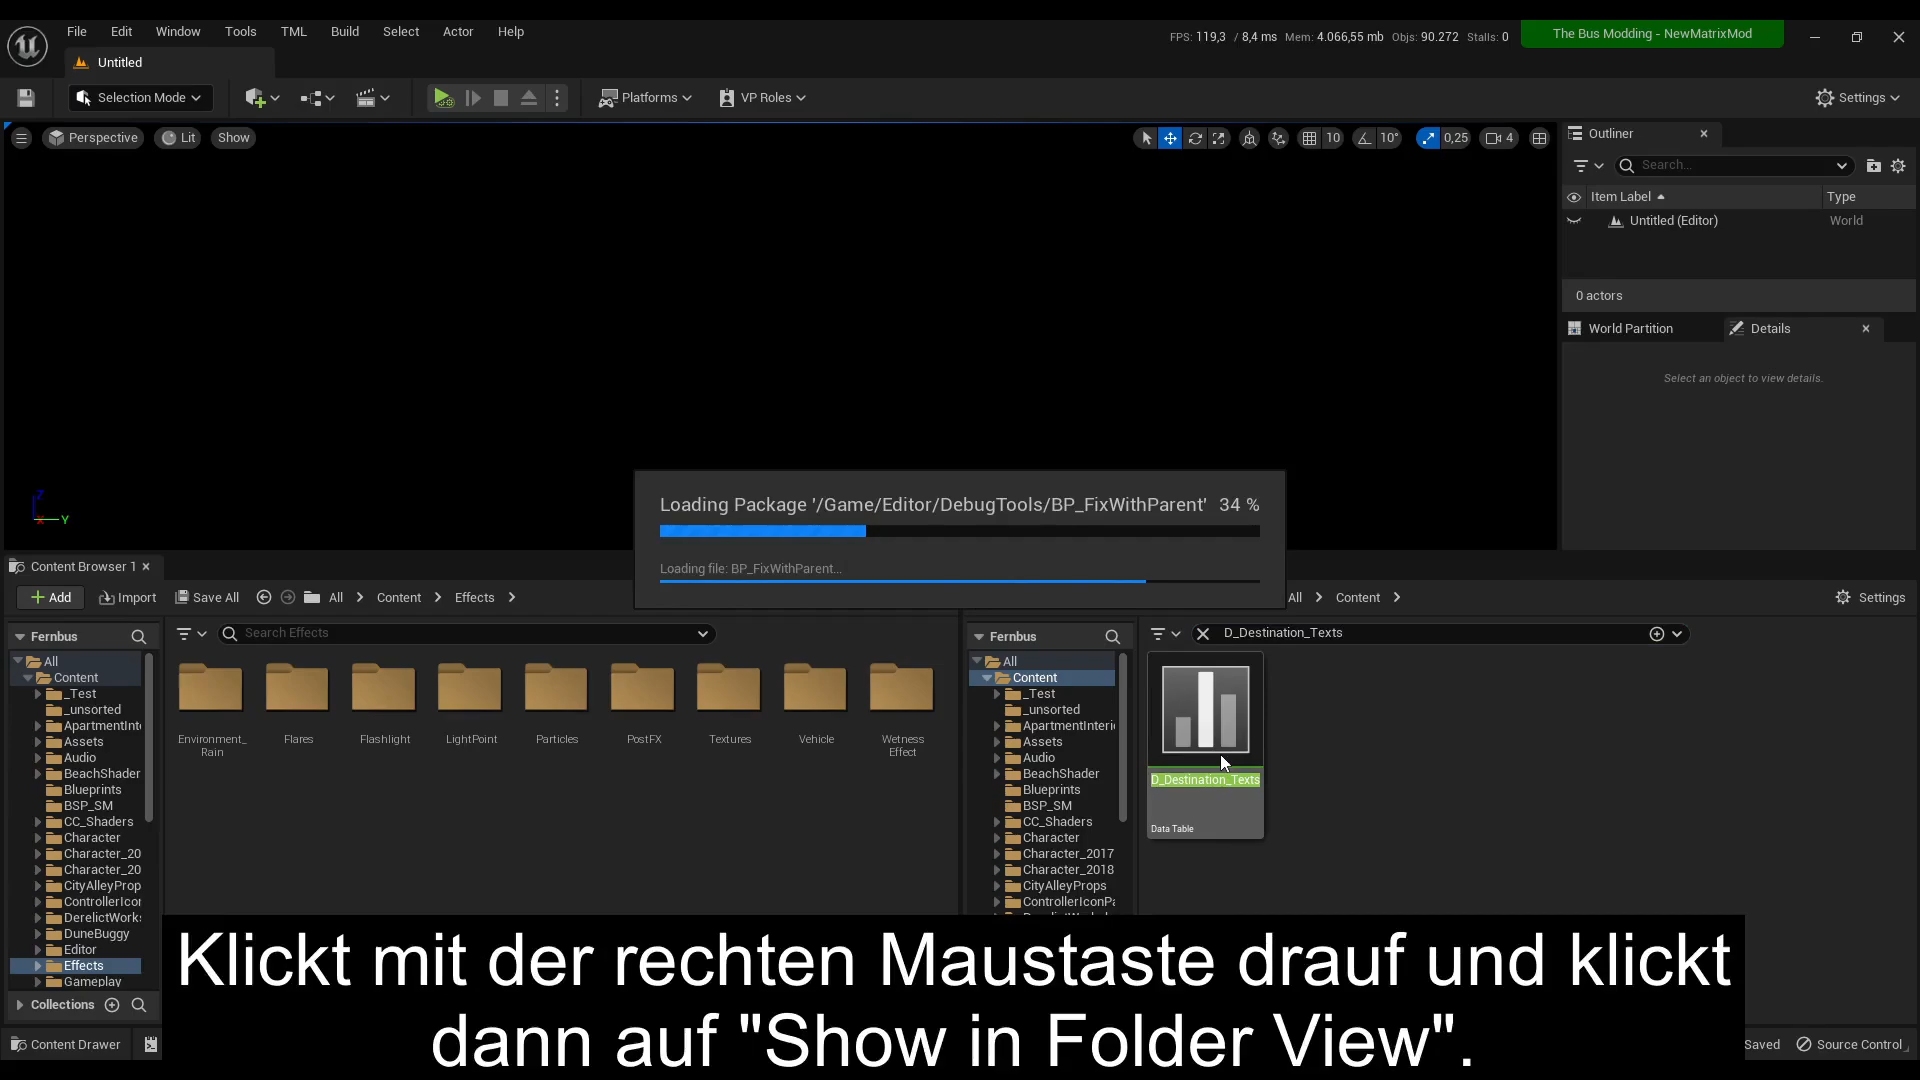 File Edit Window Tools TML Build Select Actor Help
FPS: 119,3 / 8,4 ms Mem: 4.066,55 mb Objs: 90.272 Stalls: 0
The Bus Modding - NewMatrixMod
Untitled
Selection Mode
Platforms
VP Roles
Settings
Perspective
Lit
Show
10
10°
0,25
4
Outliner
Search...
Item Label
Type
Untitled (Editor)
World
0 actors
World Partition
Details
Select an object to view details.
Z
X
Y
Loading Package '/Game/Editor/DebugTools/BP_FixWithParent' 34 %
Loading file: BP_FixWithParent...
Content Browser 1
Add
Import
Save All
All
Content
Effects
All
Content
Settings
Fernbus
Search Effects
All
Content
_Test
_unsorted
ApartmentInte
Assets
Audio
BeachShader
Blueprints
BSP_SM
CC_Shaders
Character
Character_20
Character_20
CityAlleyProp
ControllerIcon
DerelictWorks
DuneBuggy
Editor
Effects
Gameplay
Environment_
Rain
Flares
Flashlight
LightPoint
Particles
PostFX
Textures
Vehicle
Wetness
Effect
Fernbus
D_Destination_Texts
All
Content
_Test
_unsorted
ApartmentInteri
Assets
Audio
BeachShader
Blueprints
BSP_SM
CC_Shaders
Character
Character_2017
Character_2018
CityAlleyProps
ControllerIconPa
D_Destination_Texts
Data Table
Collections
Klickt mit der rechten Maustaste drauf und klickt
dann auf "Show in Folder View".
Content Drawer
Saved
Source Control